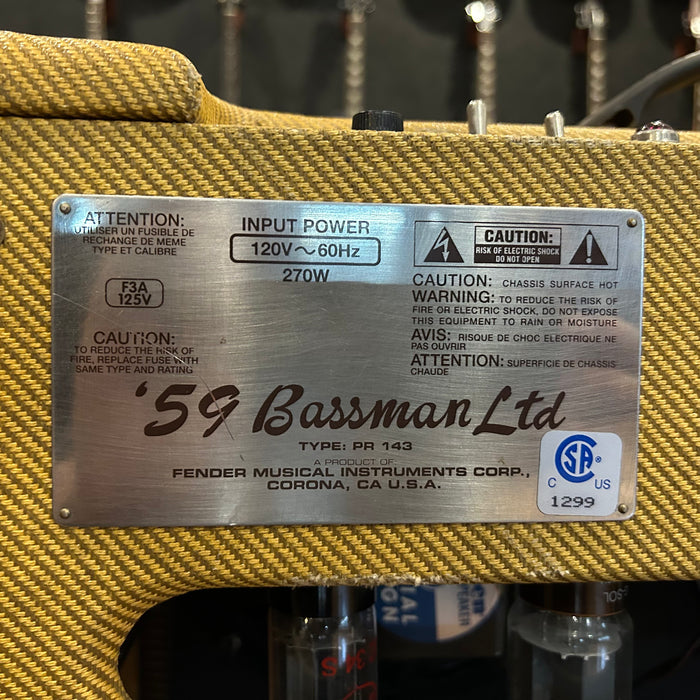 ATTENTION:
UTILISER UN FUSIBLE DE
RECHANGE DE MEME
TYPE ET CALIBRE
F3A
125V
CAUTION:
TO REDUCE THE RISK OF
FIRE, REPLACE FUSE WITH
SAME TYPE AND RATING
INPUT POWER
120V~60Hz
270W
CAUTION:
RISK OF ELECTRIC SHOCK
DO NOT OPEN
CAUTION: CHASSIS SURFACE HOT
WARNING: TO REDUCE THE RISK OF
FIRE OR ELECTRIC SHOCK, DO NOT EXPOSE
THIS EQUIPMENT TO RAIN OR MOISTURE
AVIS: RISQUE DE CHOC ELECTRIQUE NE
PAS OUVRIR
ATTENTION: SUPERFICIE DE CHASSIS
CHAUDE
'59 Bassman Ltd
TYPE: PR 143
A PRODUCT OF:
FENDER MUSICAL INSTRUMENTS CORP.,
CORONA, CA U.S.A.
CSA®
C US
1299